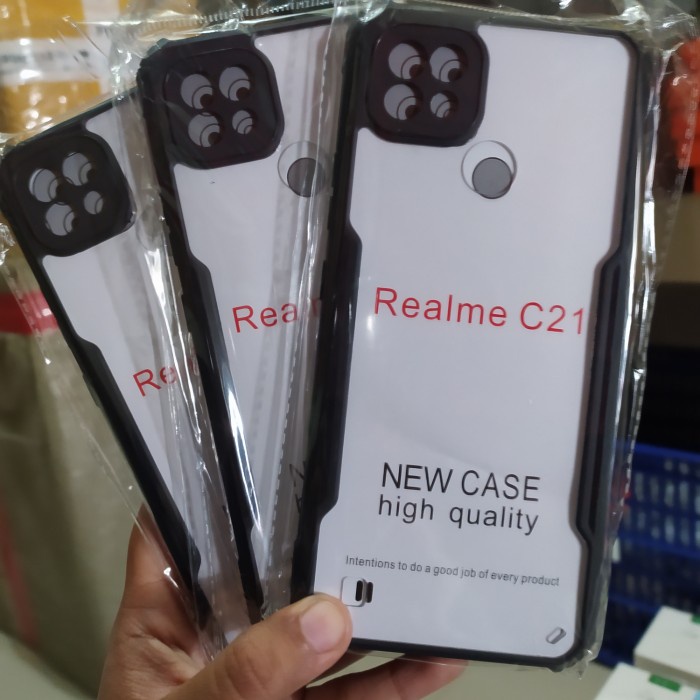 Realme C21
NEW CASE
high quality
Intentions to do a good job of every product
Rea
Re